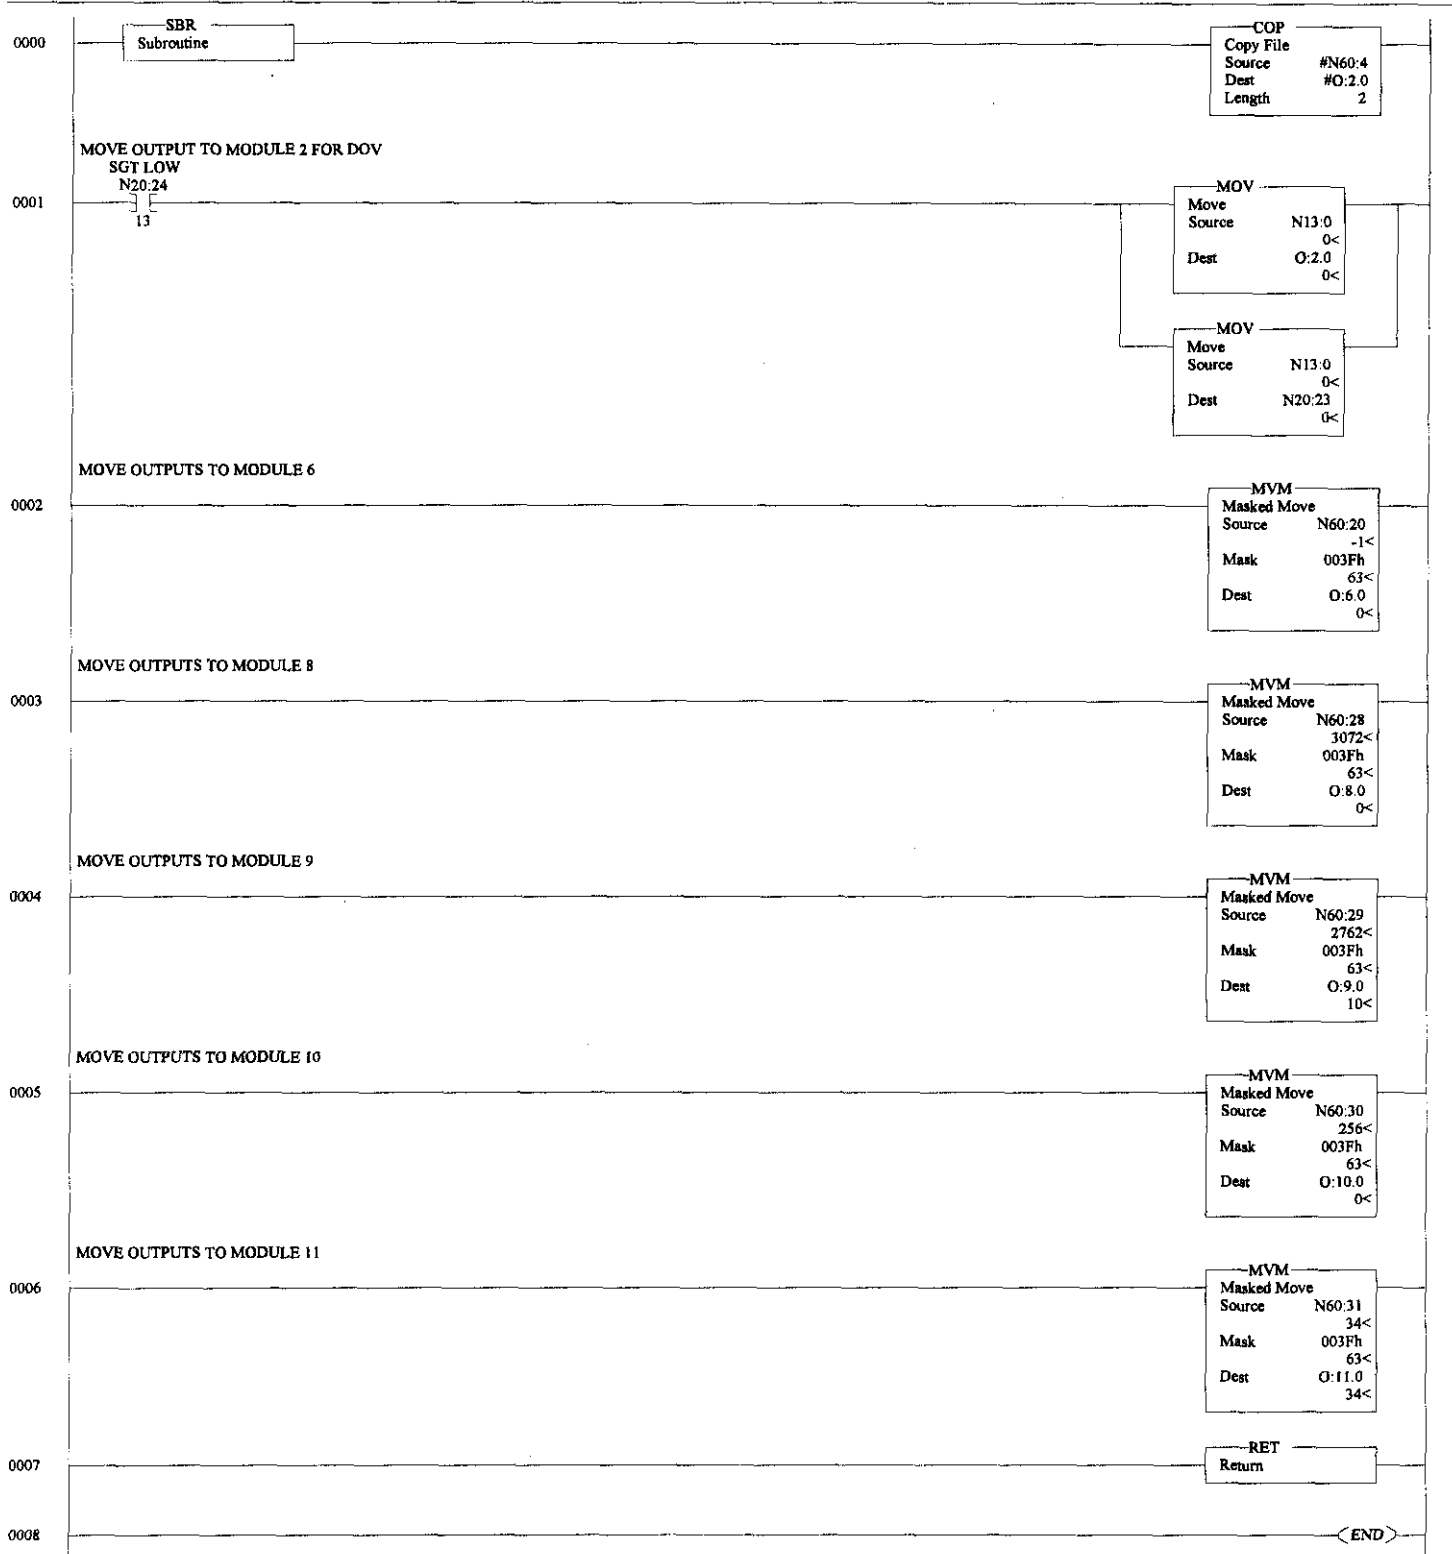 SBR
0000
Subroutine
COP
Copy File
Source #N60:4
Dest #O:2.0
Length 2
MOVE OUTPUT TO MODULE 2 FOR DOV
SGT LOW
N20:24
0001
13
MOV
Move
Source N13:0
0<
Dest O:2.0
0<
MOV
Move
Source N13:0
0<
Dest N20:23
0<
MOVE OUTPUTS TO MODULE 6
0002
MVM
Masked Move
Source N60:20
-1<
Mask 003Fh
63<
Dest O:6.0
0<
MOVE OUTPUTS TO MODULE 8
0003
MVM
Masked Move
Source N60:28
3072<
Mask 003Fh
63<
Dest O:8.0
0<
MOVE OUTPUTS TO MODULE 9
0004
MVM
Masked Move
Source N60:29
2762<
Mask 003Fh
63<
Dest O:9.0
10<
MOVE OUTPUTS TO MODULE 10
0005
MVM
Masked Move
Source N60:30
256<
Mask 003Fh
63<
Dest O:10.0
0<
MOVE OUTPUTS TO MODULE 11
0006
MVM
Masked Move
Source N60:31
34<
Mask 003Fh
63<
Dest O:11.0
34<
0007
RET
Return
0008
END